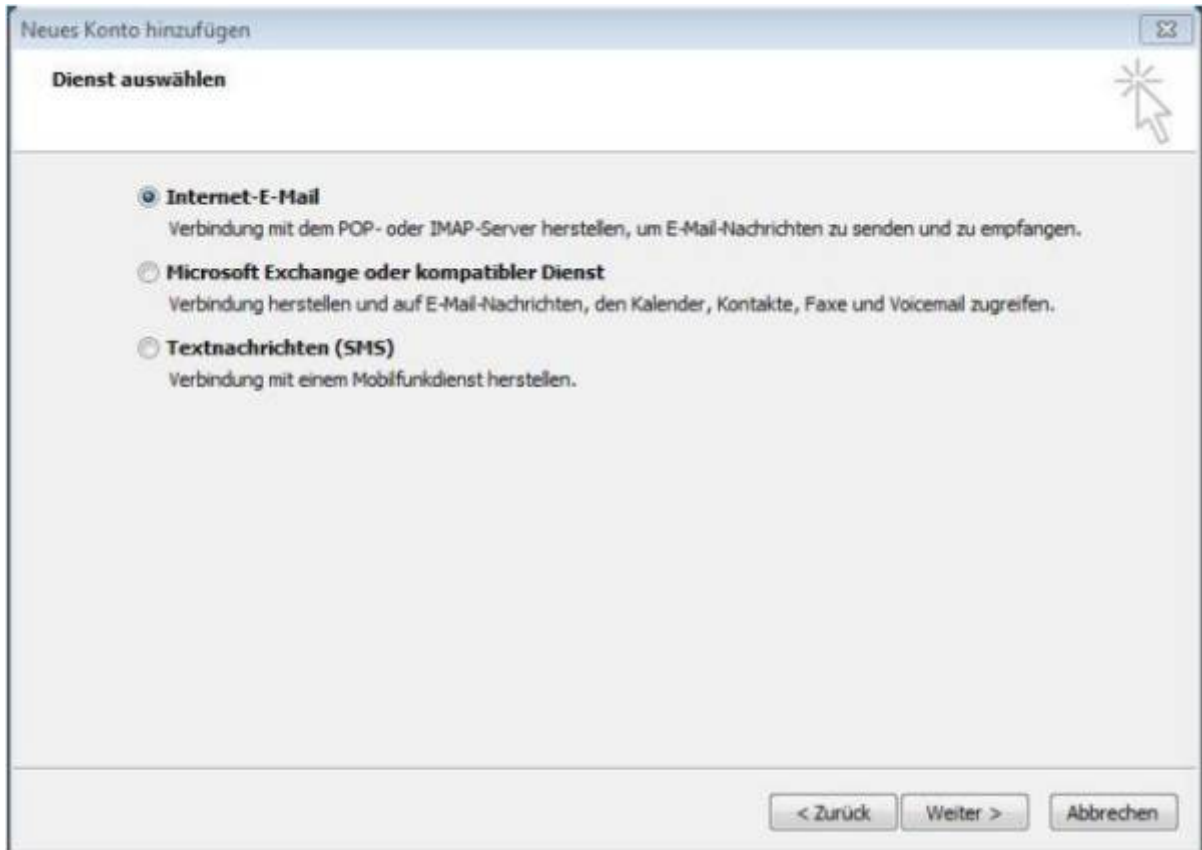 Neues Konto hinzufügen
Dienst auswählen
Internet-E-Mail
Verbindung mit dem POP- oder IMAP-Server herstellen, um E-Mail-Nachrichten zu senden und zu empfangen.
Microsoft Exchange oder kompatibler Dienst
Verbindung herstellen und auf E-Mail-Nachrichten, den Kalender, Kontakte, Faxe und Voicemail zugreifen.
Textnachrichten (SMS)
Verbindung mit einem Mobilfunkdienst herstellen.
< Zurück Weiter > Abbrechen